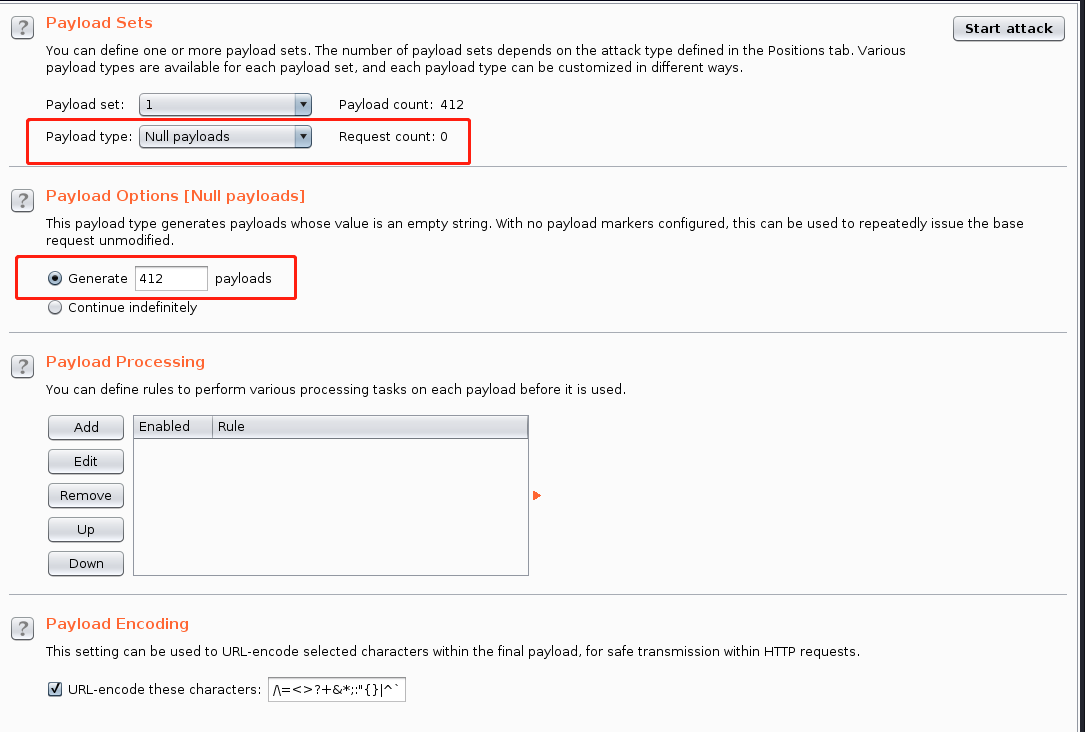 Payload Sets
Start attack
You can define one or more payload sets. The number of payload sets depends on the attack type defined in the Positions tab. Various
payload types are available for each payload set, and each payload type can be customized in different ways.
Payload set: 1 Payload count: 412
Payload type: Null payloads Request count: 0
? Payload Options [Null payloads]
This payload type generates payloads whose value is an empty string. With no payload markers configured, this can be used to repeatedly issue the base
request unmodified.
Generate 412 payloads
Continue indefinitely
? Payload Processing
You can define rules to perform various processing tasks on each payload before it is used.
Add
Enabled Rule
Edit
Remove
Up
Down
? Payload Encoding
This setting can be used to URL-encode selected characters within the final payload, for safe transmission within HTTP requests.
URL-encode these characters: /\=<>?+&*;:"{}|^`